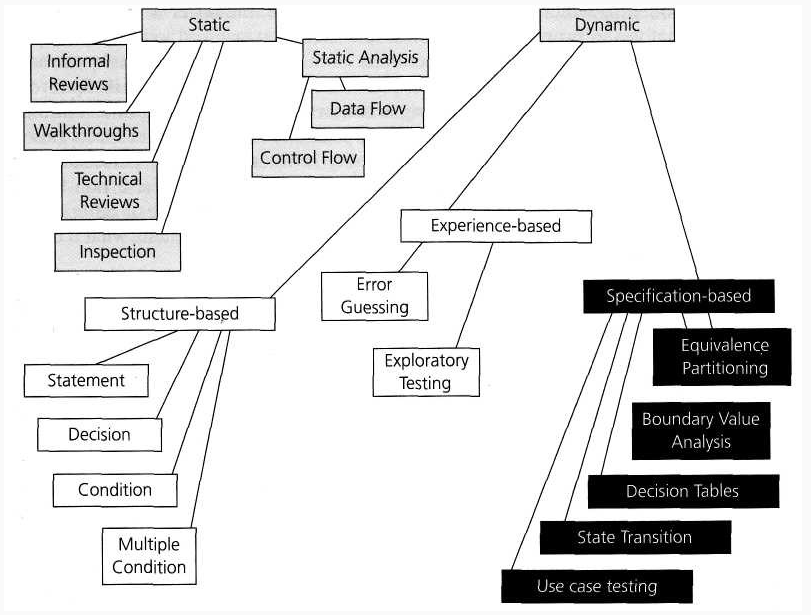 Static
Dynamic
Informal
Reviews
Static Analysis
Data Flow
Walkthroughs
Control Flow
Technical
Reviews
Inspection
Experience-based
Error
Guessing
Specification-based
Structure-based
Equivalence
Partitioning
Exploratory
Testing
Statement
Boundary Value
Analysis
Decision
Condition
Decision Tables
State Transition
Multiple
Condition
Use case testing